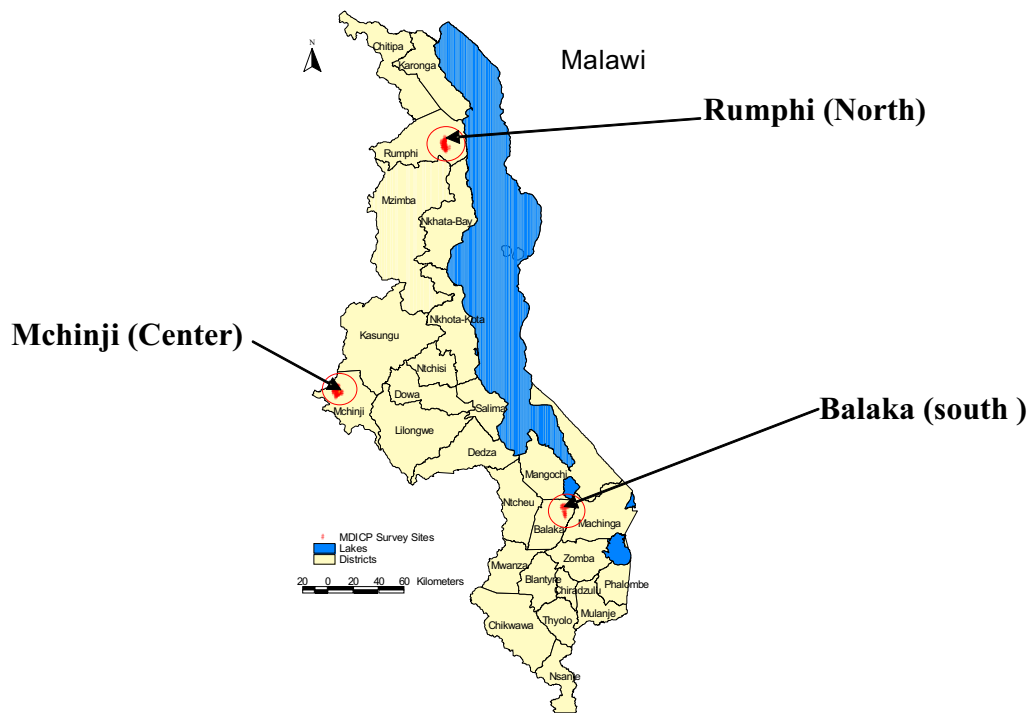 N
Malawi
Chitipa
Karonga
Rumphi (North)
Rumphi
Mzimba
Nkhata-Bay
Nkhota-Kota
Mchinji (Center)
Kasungu
Ntchisi
Dowa
Salima
Mchinji
Lilongwe
Balaka (south )
Dedza
Mangochi
Ntcheu
Balaka
Machinga
MDICP Survey Sites
Lakes
Districts
Zomba
Mwanza
Blantyre
Chiradzulu
Phalombe
20 0 20 40 60 Kilometers
Mulanje
Chikwawa
Thyolo
Nsanje